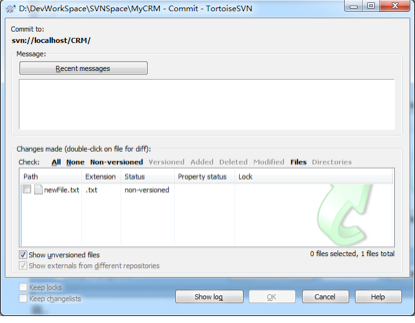 D:\DevWorkSpace\SVNSpace\MyCRM - Commit - TortoiseSVN
Commit to:
svn://localhost/CRM/
Message:
Recent messages
Changes made (double-click on file for diff):
Check: All None Non-versioned Versioned Added Deleted Modified Files Directories
Path Extension Status Property status Lock
newFile.txt .txt non-versioned
Show unversioned files 0 files selected, 1 files total
Show externals from different repositories
Keep locks
Keep changelists
Show log OK Cancel Help